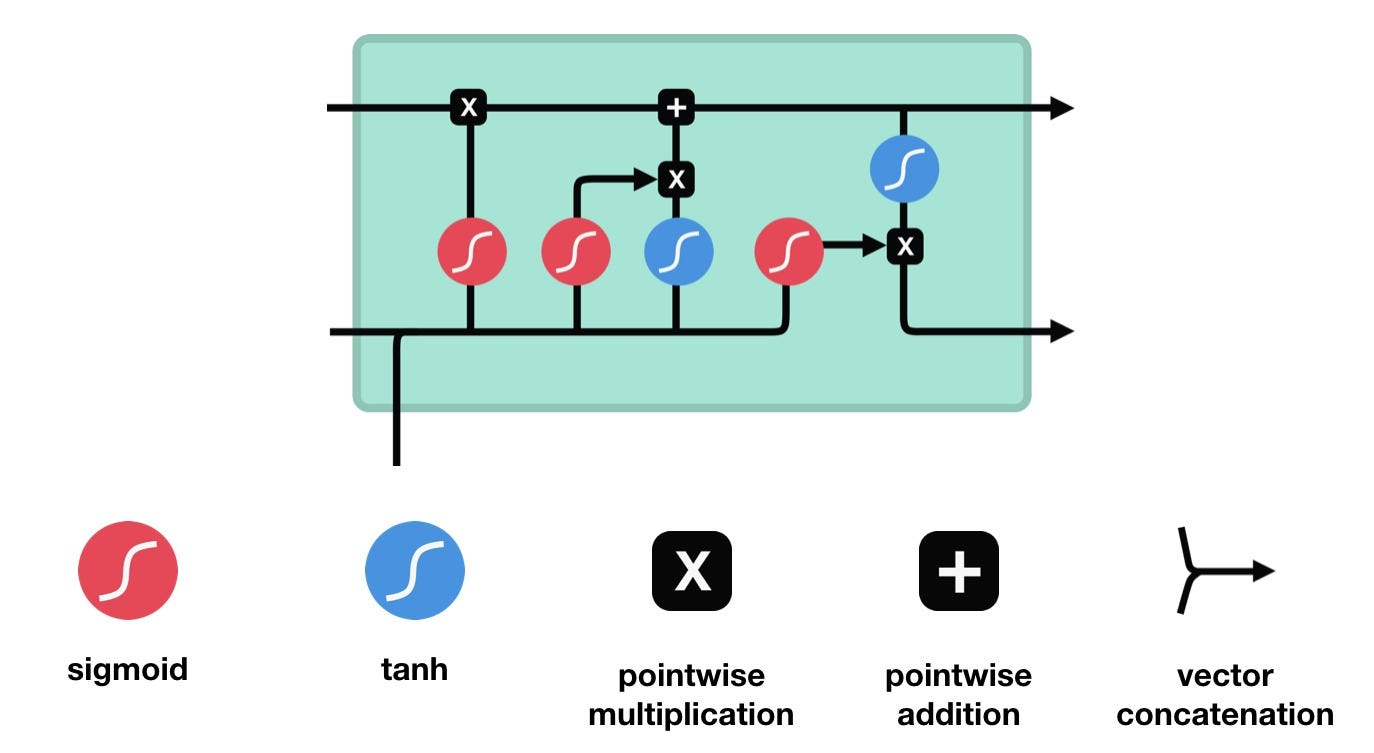 X
+
X
X
X
+
sigmoid
tanh
pointwise
multiplication
pointwise
addition
vector
concatenation